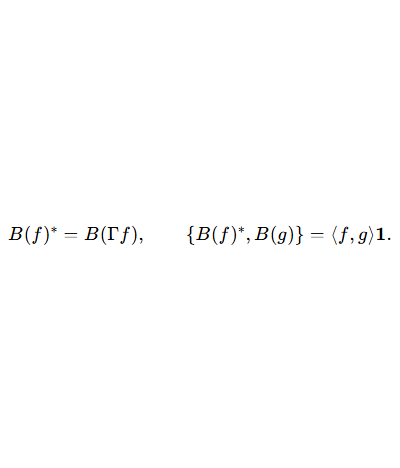 B(f)* = B(Γf),  {B(f)*, B(g)} = ⟨f, g⟩𝟏.